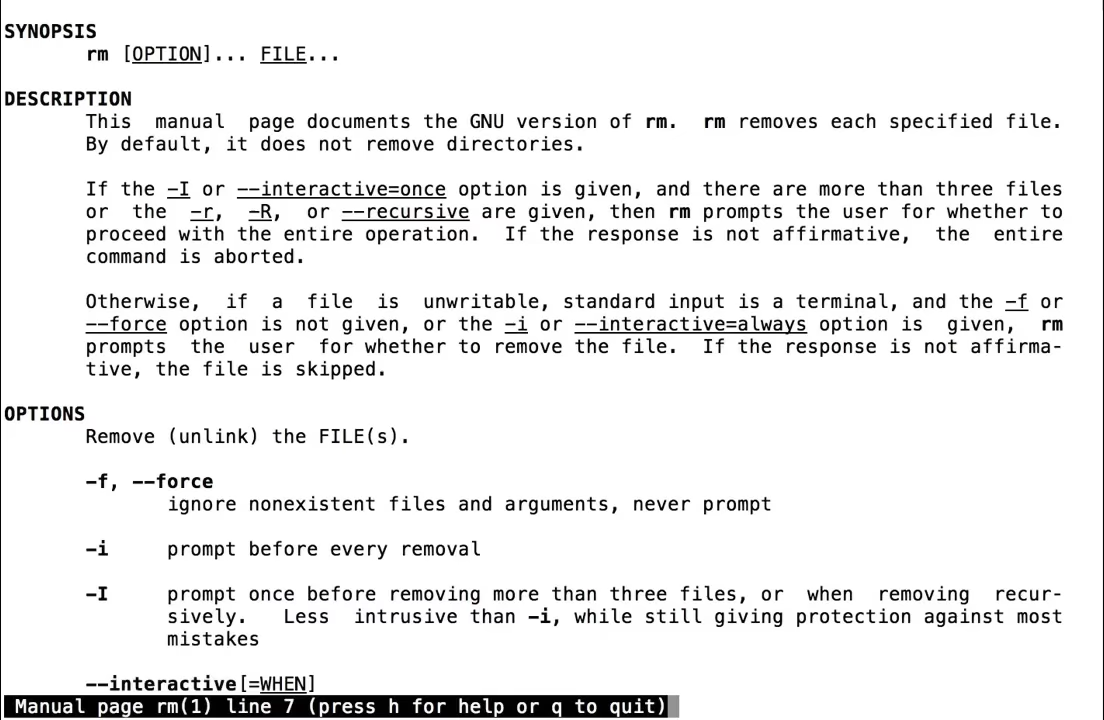 SYNOPSIS
rm [OPTION]... FILE...
DESCRIPTION
This manual page documents the GNU version of rm. rm removes each specified file.
By default, it does not remove directories.
If the -I or --interactive=once option is given, and there are more than three files
or the -r, -R, or --recursive are given, then rm prompts the user for whether to
proceed with the entire operation. If the response is not affirmative, the entire
command is aborted.
Otherwise, if a file is unwritable, standard input is a terminal, and the -f or
--force option is not given, or the -i or --interactive=always option is given, rm
prompts the user for whether to remove the file. If the response is not affirma-
tive, the file is skipped.
OPTIONS
Remove (unlink) the FILE(s).
-f, --force
ignore nonexistent files and arguments, never prompt
-i prompt before every removal
-I prompt once before removing more than three files, or when removing recur-
sively. Less intrusive than -i, while still giving protection against most
mistakes
--interactive[=WHEN]
Manual page rm(1) line 7 (press h for help or q to quit)